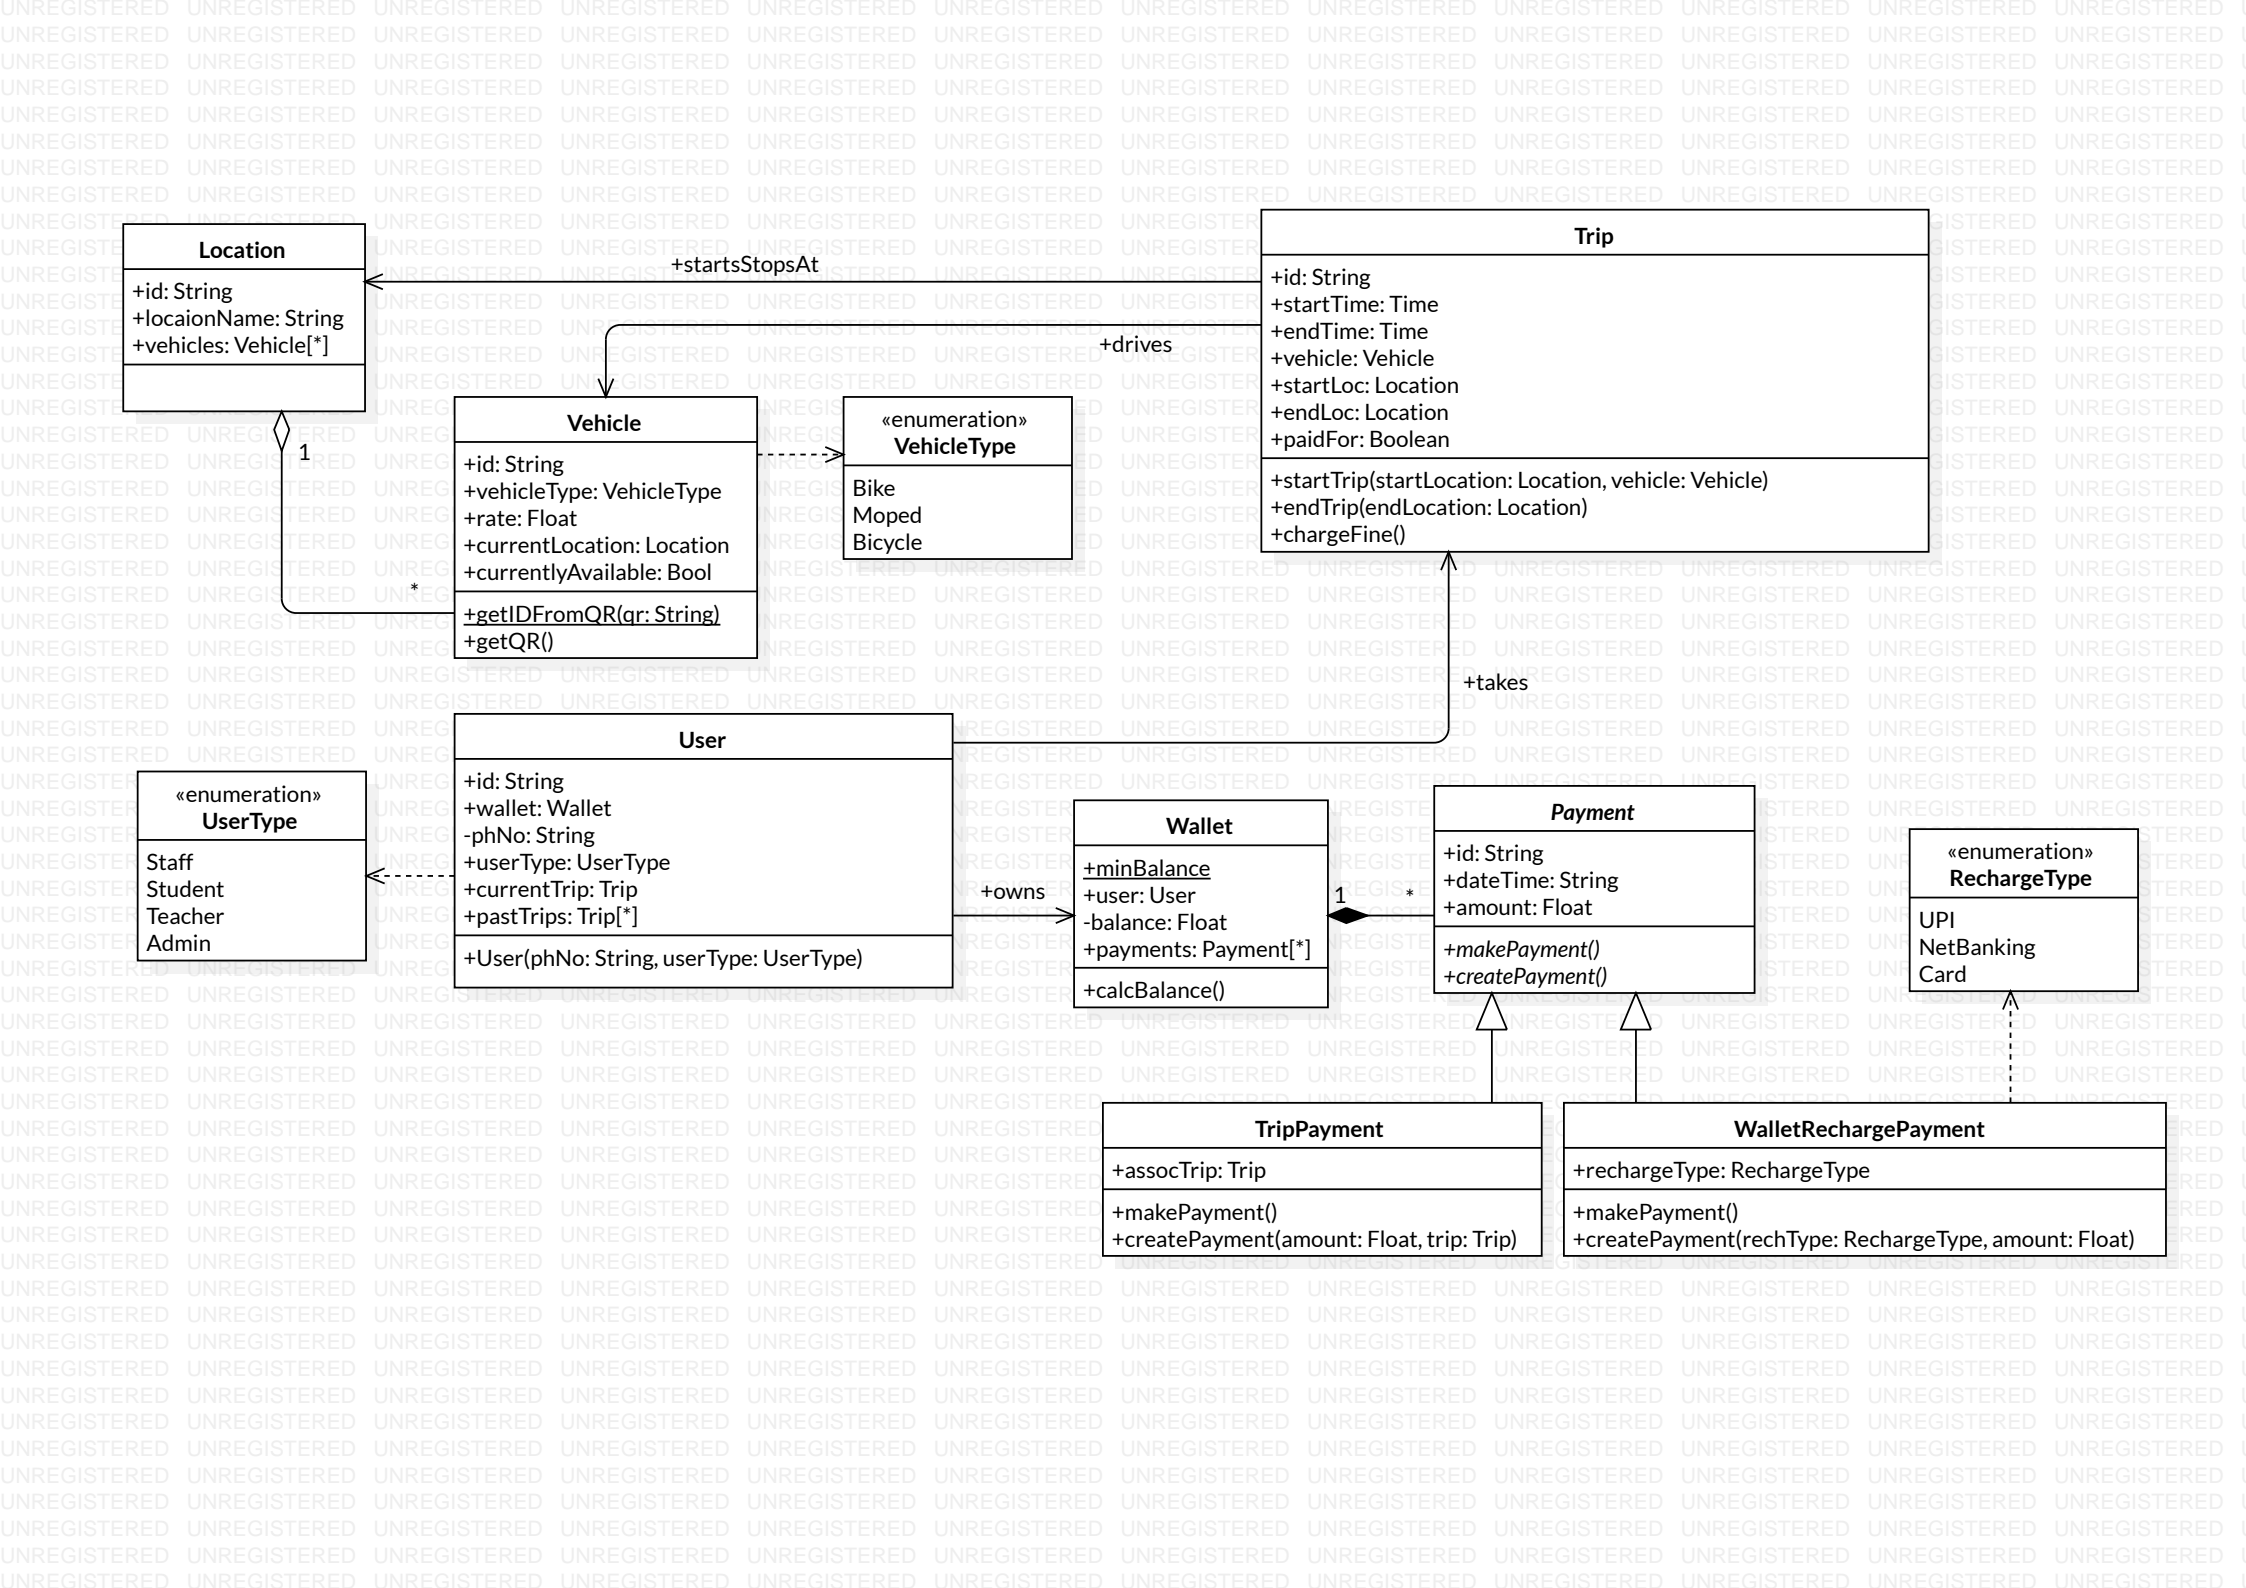 Location
+id: String
+locaionName: String
+vehicles: Vehicle[*]
1
*
+startsStopsAt
+drives
Trip
+id: String
+startTime: Time
+endTime: Time
+vehicle: Vehicle
+startLoc: Location
+endLoc: Location
+paidFor: Boolean
+startTrip(startLocation: Location, vehicle: Vehicle)
+endTrip(endLocation: Location)
+chargeFine()
Vehicle
+id: String
+vehicleType: VehicleType
+rate: Float
+currentLocation: Location
+currentlyAvailable: Bool
+getIDFromQR(qr: String)
+getQR()
«enumeration»
VehicleType
Bike
Moped
Bicycle
+takes
User
+id: String
+wallet: Wallet
-phNo: String
+userType: UserType
+currentTrip: Trip
+pastTrips: Trip[*]
+User(phNo: String, userType: UserType)
«enumeration»
UserType
Staff
Student
Teacher
Admin
+owns
Wallet
+minBalance
+user: User
-balance: Float
+payments: Payment[*]
+calcBalance()
1
*
Payment
+id: String
+dateTime: String
+amount: Float
+makePayment()
+createPayment()
«enumeration»
RechargeType
UPI
NetBanking
Card
TripPayment
+assocTrip: Trip
+makePayment()
+createPayment(amount: Float, trip: Trip)
WalletRechargePayment
+rechargeType: RechargeType
+makePayment()
+createPayment(rechType: RechargeType, amount: Float)
UNREGISTERED